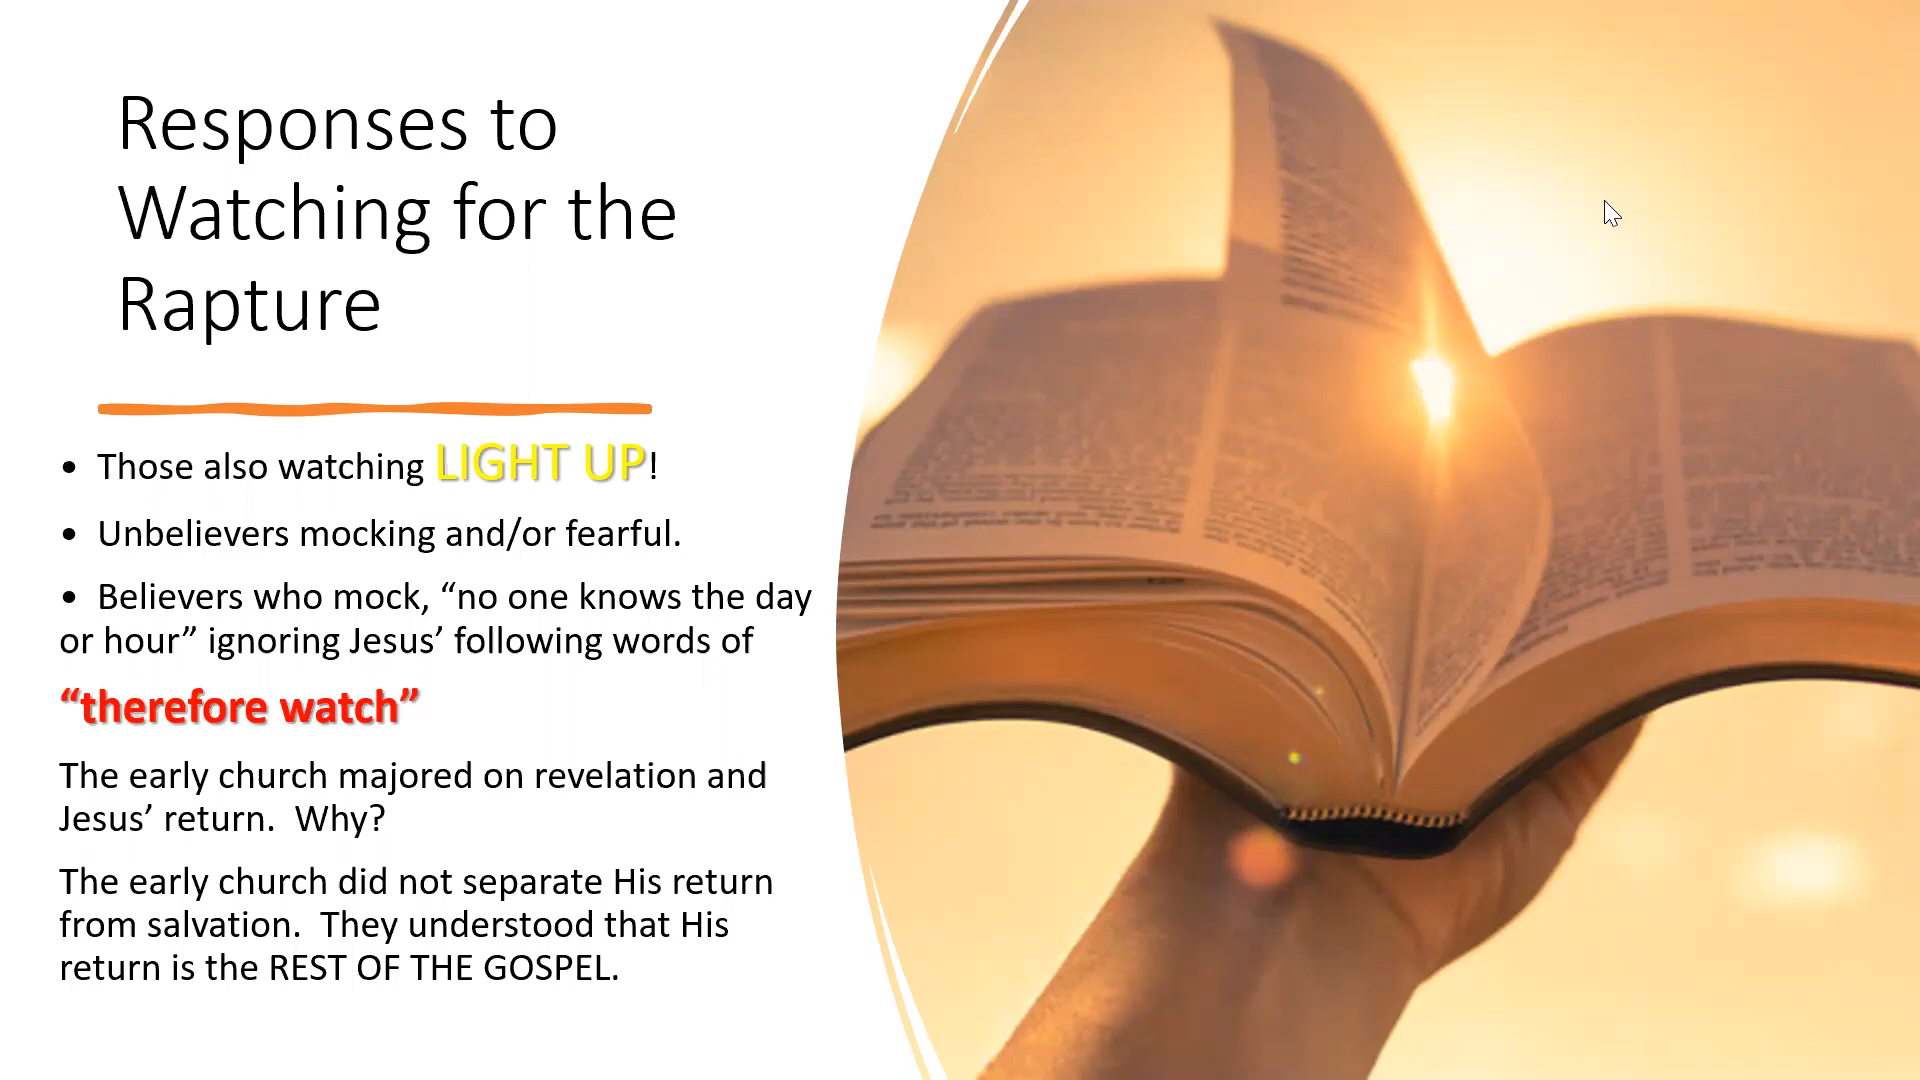 Responses to
Watching for the
Rapture
• Those also watching LIGHT UP!
• Unbelievers mocking and/or fearful.
• Believers who mock, “no one knows the day
or hour” ignoring Jesus’ following words of
“therefore watch”
The early church majored on revelation and
Jesus’ return.  Why?
The early church did not separate His return
from salvation.  They understood that His
return is the REST OF THE GOSPEL.